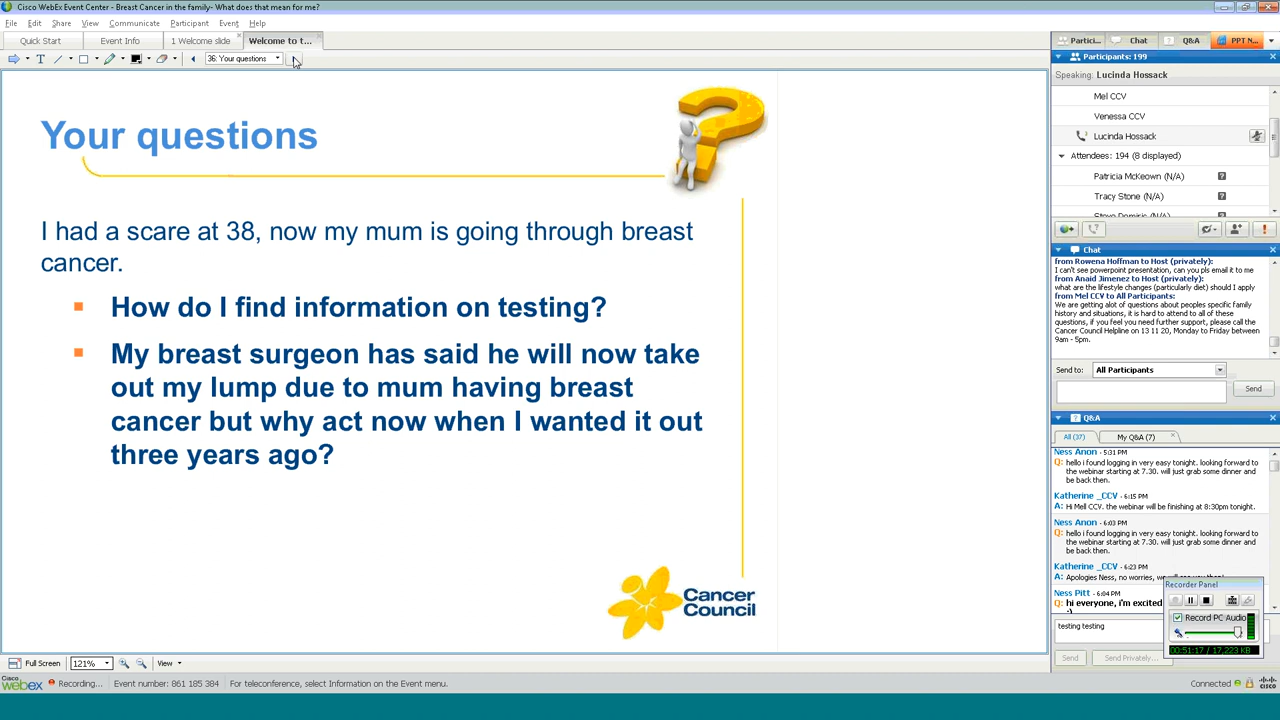 Cisco WebEx Event Center - Breast Cancer in the family- What does that mean for me?
File Edit Share View Communicate Participant Event Help
Quick Start Event Info 1 Welcome slide Welcome to t...
36: Your questions
Your questions
I had a scare at 38, now my mum is going through breast
cancer.
How do I find information on testing?
My breast surgeon has said he will now take
out my lump due to mum having breast
cancer but why act now when I wanted it out
three years ago?
Cancer
Council
Partici... Chat Q&A PPT N...
Participants: 199
Speaking: Lucinda Hossack
Mel CCV
Venessa CCV
Lucinda Hossack
Attendees: 194 (8 displayed)
Patricia McKeown (N/A)
Tracy Stone (N/A)
Chat
from Rowena Hoffman to Host (privately):
I can't see powerpoint presentation, can you pls email it to me
from Anaid Jimenez to Host (privately):
what are the lifestyle changes (particularly diet) should I apply
from Mel CCV to All Participants:
We are getting alot of questions about peoples specific family
history and situations, it is hard to attend to all of these
questions, if you feel you need further support, please call the
Cancer Council Helpline on 13 11 20, Monday to Friday between
9am - 5pm.
Send to: All Participants
Send
Q&A
All (37) My Q&A (7)
Ness Anon - 5:31 PM
Q: hello i found logging in very easy tonight. looking forward to
the webinar starting at 7.30. will just grab some dinner and
be back then.
Katherine _CCV - 6:15 PM
A: Hi Mell CCV. the webinar will be finishing at 8:30pm tonight.
Ness Anon - 6:03 PM
Q: hello i found logging in very easy tonight. looking forward to
the webinar starting at 7.30. will just grab some dinner and
be back then.
Katherine _CCV - 6:23 PM
A: Apologies Ness, no worries,
Ness Pitt - 6:04 PM
Q: hi everyone, i'm excited
:)
testing testing
Send Send Privately...
Recorder Panel
Record PC Audio
00:51:17 / 17,223 KB
Full Screen 121% View
Cisco
webex Recording... Event number: 861 185 384 For teleconference, select Information on the Event menu. Connected
CISCO